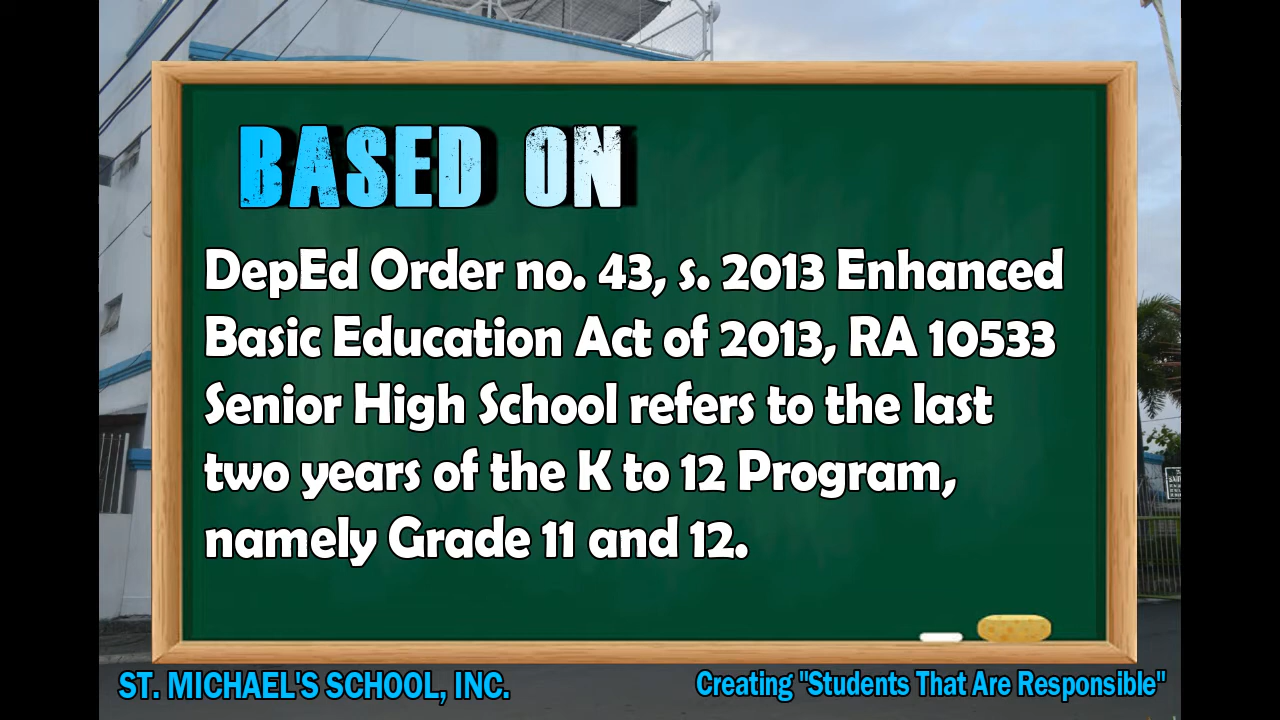 BASED ON
DepEd Order no. 43, s. 2013 Enhanced
Basic Education Act of 2013, RA 10533
Senior High School refers to the last
two years of the K to 12 Program,
namely Grade 11 and 12.
ST. MICHAEL'S SCHOOL, INC.
Creating "Students That Are Responsible"